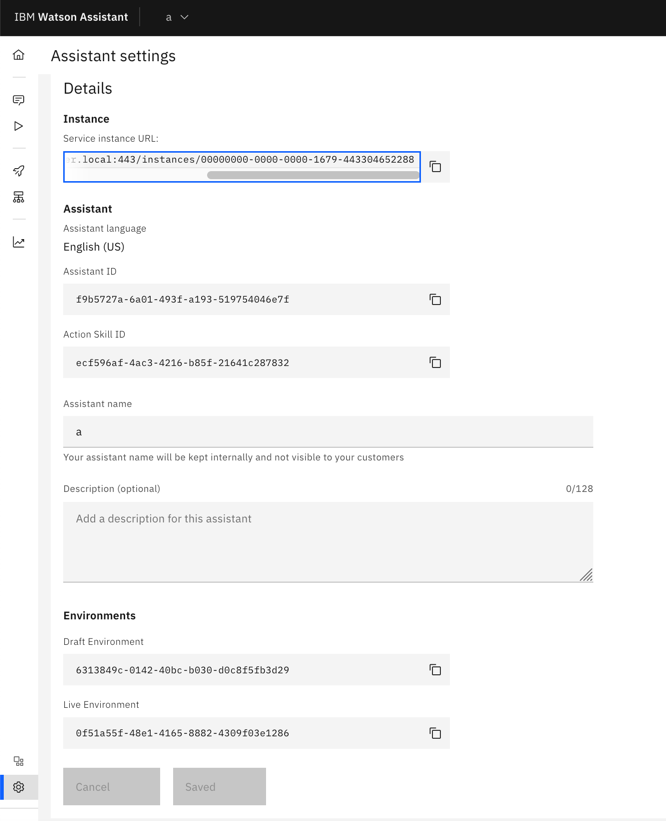 IBM Watson Assistant a
Assistant settings
Details
Instance
Service instance URL:
r.local:443/instances/00000000-0000-0000-1679-443304652288
Assistant
Assistant language
English (US)
Assistant ID
f9b5727a-6a01-493f-a193-519754046e7f
Action Skill ID
ecf596af-4ac3-4216-b85f-21641c287832
Assistant name
a
Your assistant name will be kept internally and not visible to your customers
Description (optional) 0/128
Add a description for this assistant
Environments
Draft Environment
6313849c-0142-40bc-b030-d0c8f5fb3d29
Live Environment
0f51a55f-48e1-4165-8882-4309f03e1286
Cancel Saved